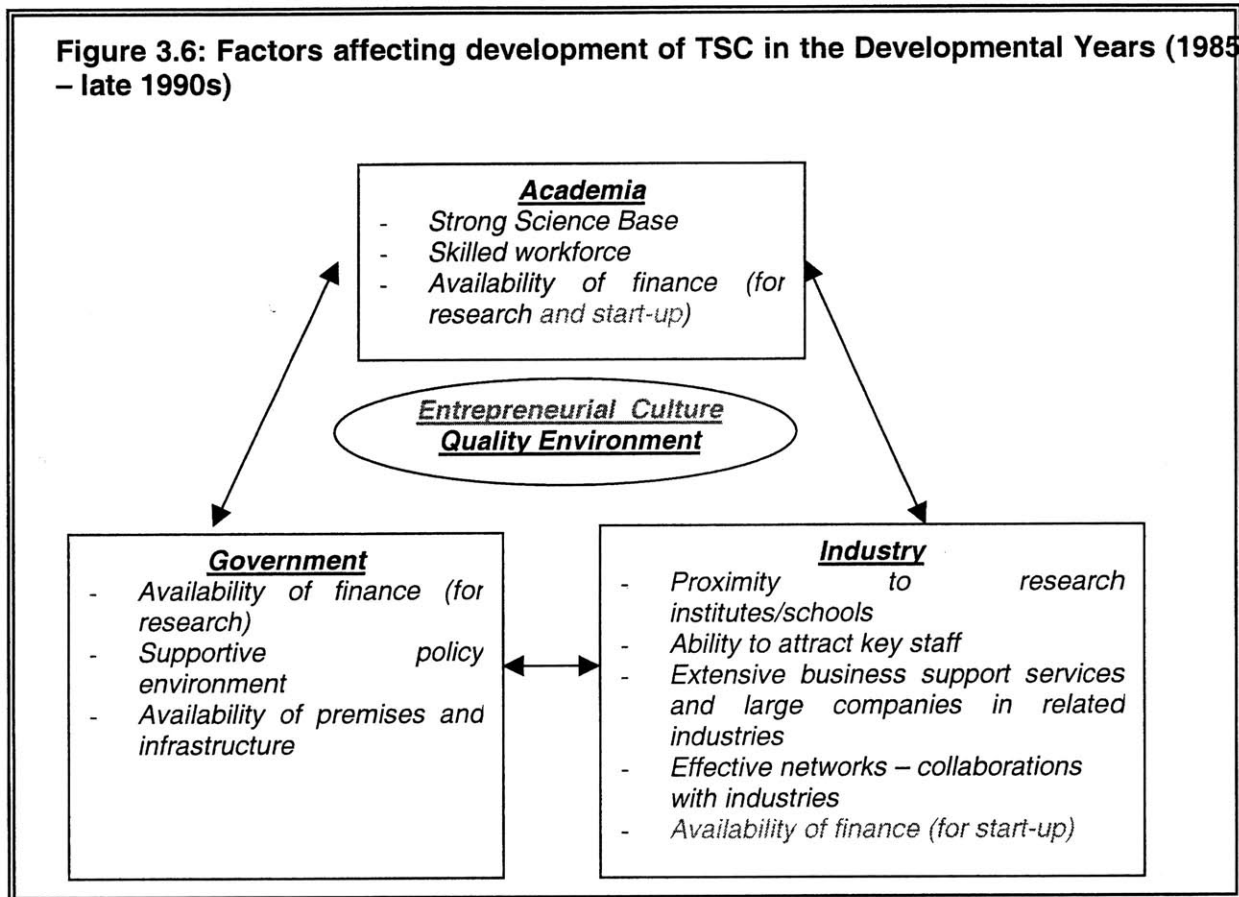 Figure 3.6: Factors affecting development of TSC in the Developmental Years (1985
– late 1990s)
Academia
- Strong Science Base
- Skilled workforce
- Availability of finance (for
research and start-up)
Entrepreneurial Culture
Quality Environment
Government
- Availability of finance (for
research)
- Supportive policy
environment
- Availability of premises and
infrastructure
Industry
- Proximity to research
institutes/schools
- Ability to attract key staff
- Extensive business support services
and large companies in related
industries
- Effective networks – collaborations
with industries
- Availability of finance (for start-up)